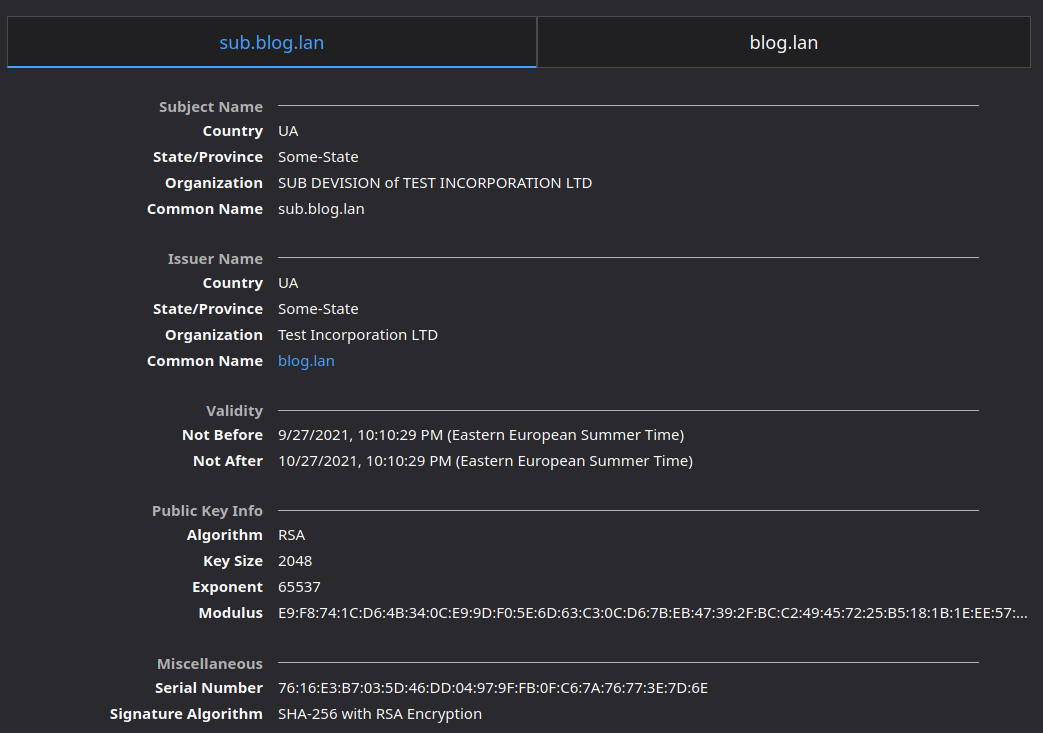 sub.blog.lan blog.lan
Subject Name
Country UA
State/Province Some-State
Organization SUB DEVISION of TEST INCORPORATION LTD
Common Name sub.blog.lan
Issuer Name
Country UA
State/Province Some-State
Organization Test Incorporation LTD
Common Name blog.lan
Validity
Not Before 9/27/2021, 10:10:29 PM (Eastern European Summer Time)
Not After 10/27/2021, 10:10:29 PM (Eastern European Summer Time)
Public Key Info
Algorithm RSA
Key Size 2048
Exponent 65537
Modulus E9:F8:74:1C:D6:4B:34:0C:E9:9D:F0:5E:6D:63:C3:0C:D6:7B:EB:47:39:2F:BC:C2:49:45:72:25:B5:18:1B:1E:EE:57:...
Miscellaneous
Serial Number 76:16:E3:B7:03:5D:46:DD:04:97:9F:FB:0F:C6:7A:76:77:3E:7D:6E
Signature Algorithm SHA-256 with RSA Encryption